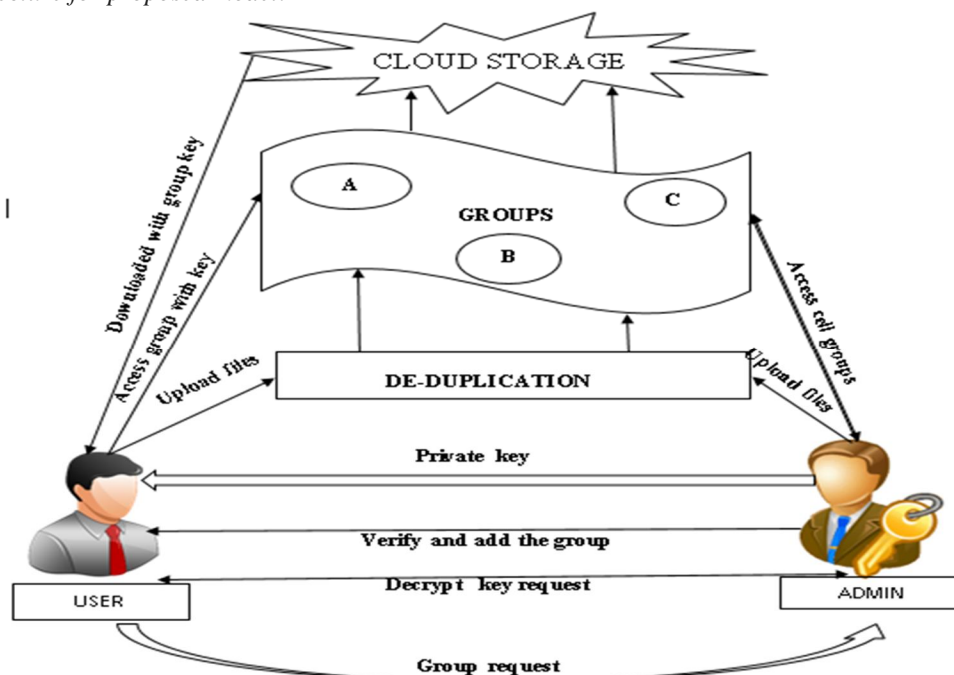 CLOUD STORAGE
A
C
GROUPS
B
Downloaded with group key
Access group with key
Upload files
Access cell groups
Upload files
DE-DUPLICATION
Private key
Verify and add the group
Decrypt key request
USER
ADMIN
Group request